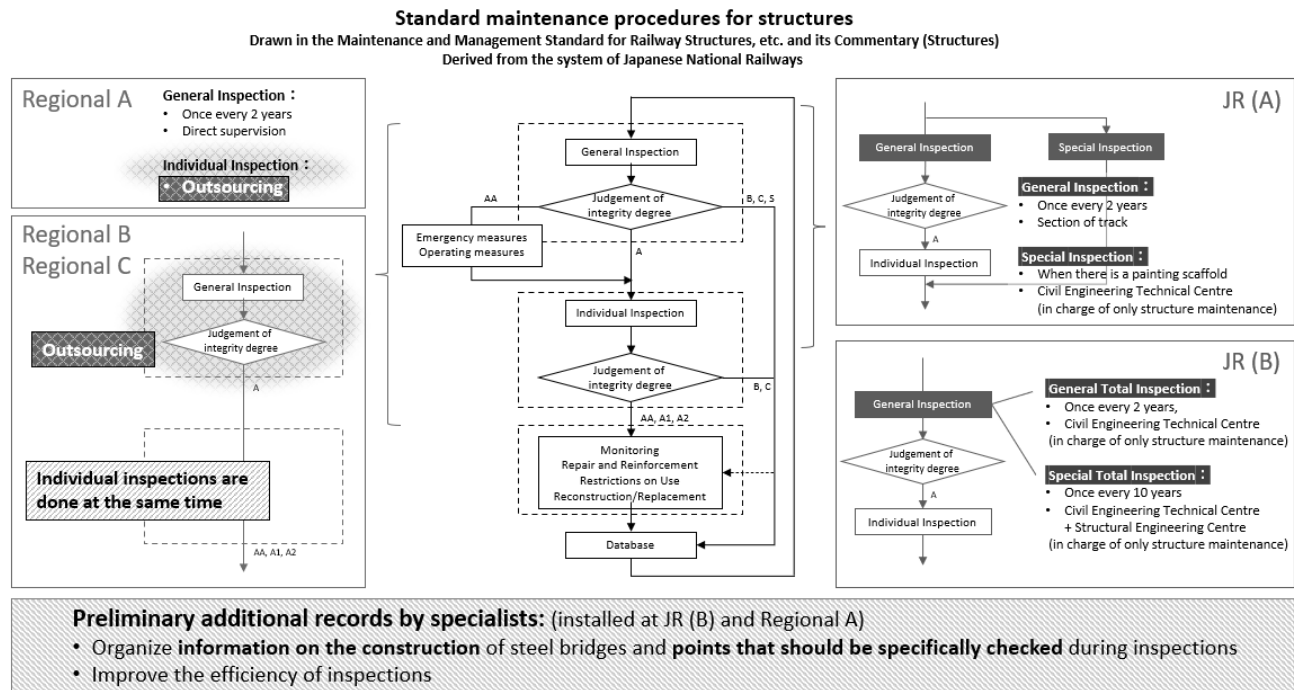 Standard maintenance procedures for structures
Drawn in the Maintenance and Management Standard for Railway Structures, etc. and its Commentary (Structures)
Derived from the system of Japanese National Railways
Regional A
General Inspection：
• Once every 2 years
• Direct supervision
Individual Inspection：
• Outsourcing
Regional B
Regional C
General Inspection
Judgement of
integrity degree
Outsourcing
A
Individual inspections are
done at the same time
AA, A1, A2
General Inspection
Judgement of
integrity degree
AA
B, C, S
Emergency measures
Operating measures
A
Individual Inspection
Judgement of
integrity degree
B, C
AA, A1, A2
Monitoring
Repair and Reinforcement
Restrictions on Use
Reconstruction/Replacement
Database
JR (A)
General Inspection
Special Inspection
Judgement of
integrity degree
A
Individual Inspection
General Inspection：
• Once every 2 years
• Section of track
Special Inspection：
• When there is a painting scaffold
• Civil Engineering Technical Centre
(in charge of only structure maintenance)
JR (B)
General Inspection
Judgement of
integrity degree
A
Individual Inspection
General Total Inspection：
• Once every 2 years,
• Civil Engineering Technical Centre
(in charge of only structure maintenance)
Special Total Inspection：
• Once every 10 years
• Civil Engineering Technical Centre
+ Structural Engineering Centre
(in charge of only structure maintenance)
Preliminary additional records by specialists: (installed at JR (B) and Regional A)
• Organize information on the construction of steel bridges and points that should be specifically checked during inspections
• Improve the efficiency of inspections